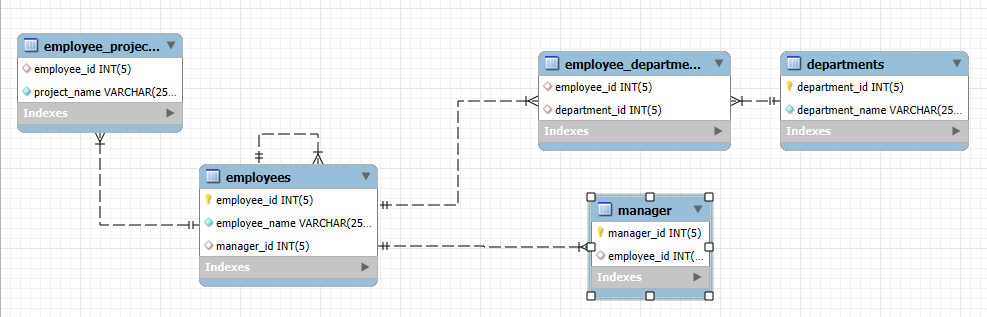 employee_projec...
employee_id INT(5)
project_name VARCHAR(25...
Indexes
employees
employee_id INT(5)
employee_name VARCHAR(25...
manager_id INT(5)
Indexes
employee_departme...
employee_id INT(5)
department_id INT(5)
Indexes
departments
department_id INT(5)
department_name VARCHAR(25...
Indexes
manager
manager_id INT(5)
employee_id INT(...
Indexes